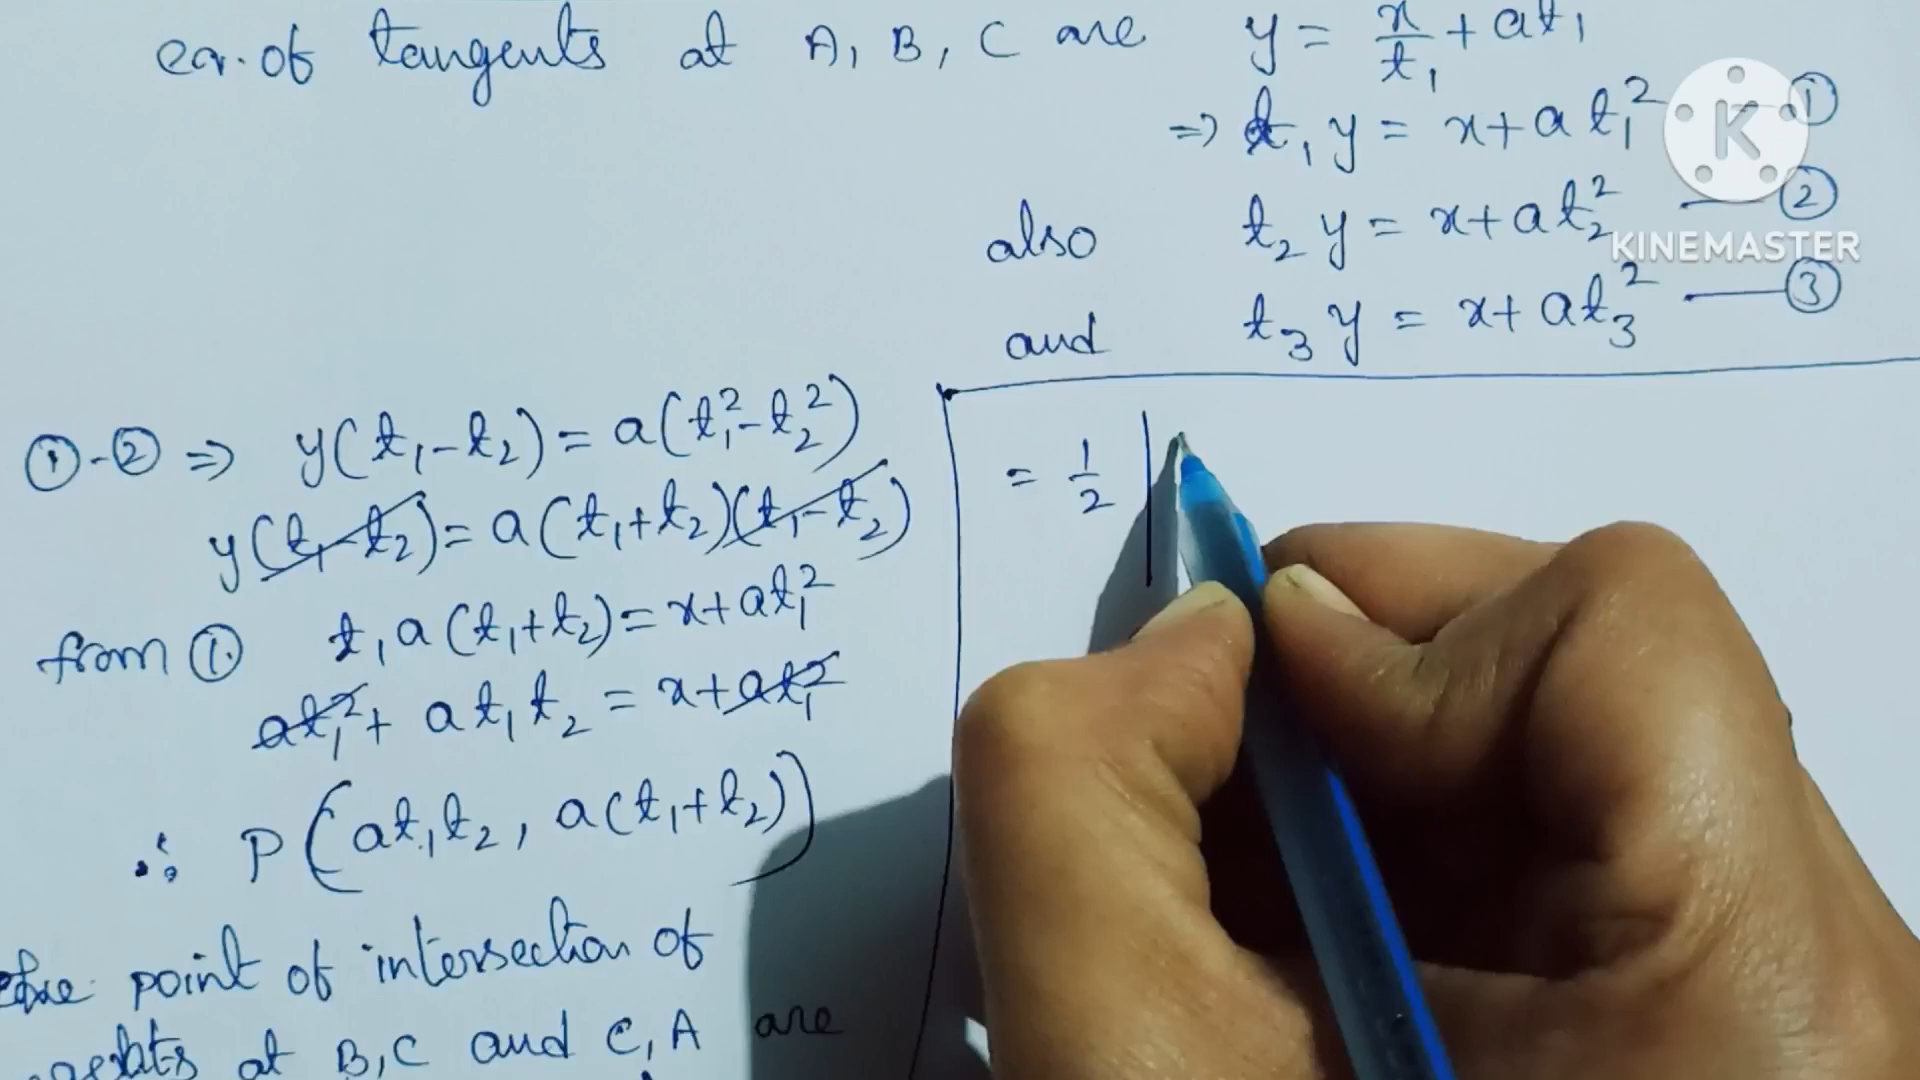 eq. of tangents at A, B, C are y = x/t₁ + at₁
⇒ t₁y = x + at₁² ①
also t₂y = x + at₂² — ②
and t₃y = x + at₃² — ③
① - ② ⇒ y(t₁ - t₂) = a(t₁² - t₂²)
y(t₁ - t₂) = a(t₁ + t₂)(t₁ - t₂)
from ①. t₁a(t₁ + t₂) = x + at₁²
at₁² + at₁t₂ = x + at₁²
∴ P(at₁t₂, a(t₁ + t₂))
point of intersection of
at B, C and C, A are
= 1/2 |
K
KINEMASTER